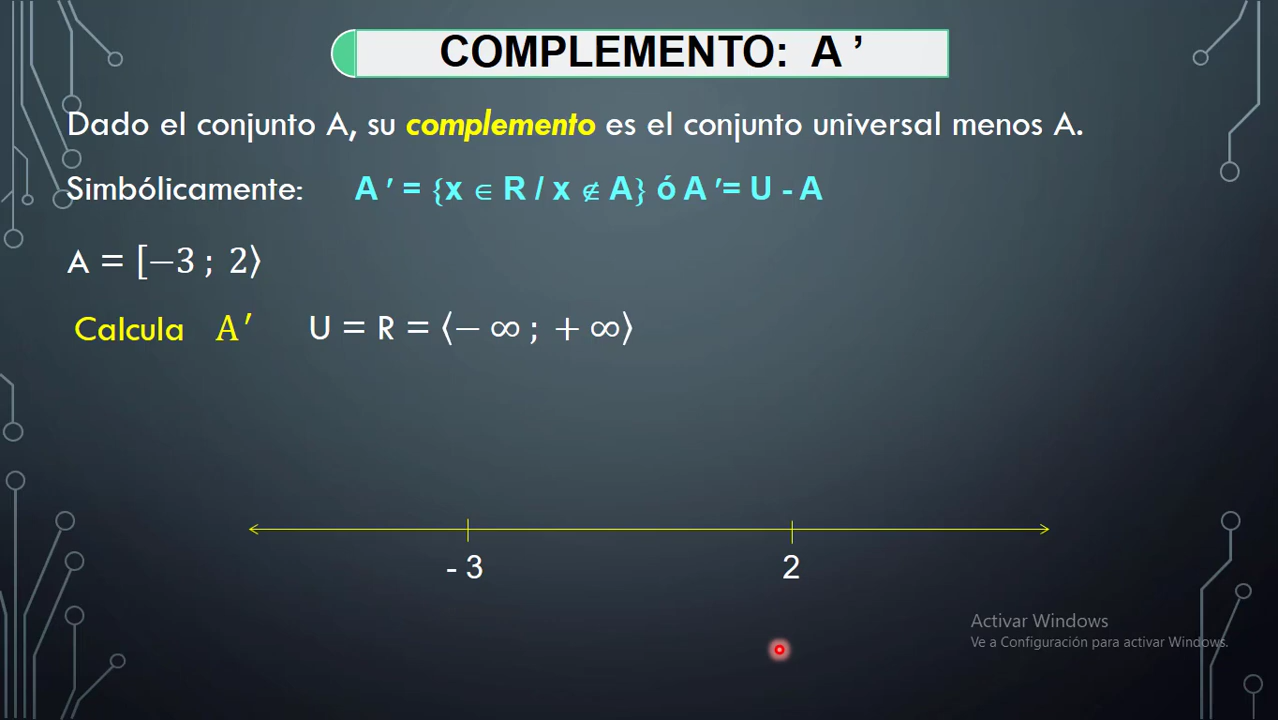 COMPLEMENTO: A ’
Dado el conjunto A, su complemento es el conjunto universal menos A.
Simbólicamente: A ′ = {x ∈ R / x ∉ A} ó A ′= U - A
A = [−3 ; 2⟩
Calcula A′ U = R = ⟨− ∞ ; + ∞⟩
- 3 2
Activar Windows
Ve a Configuración para activar Windows.